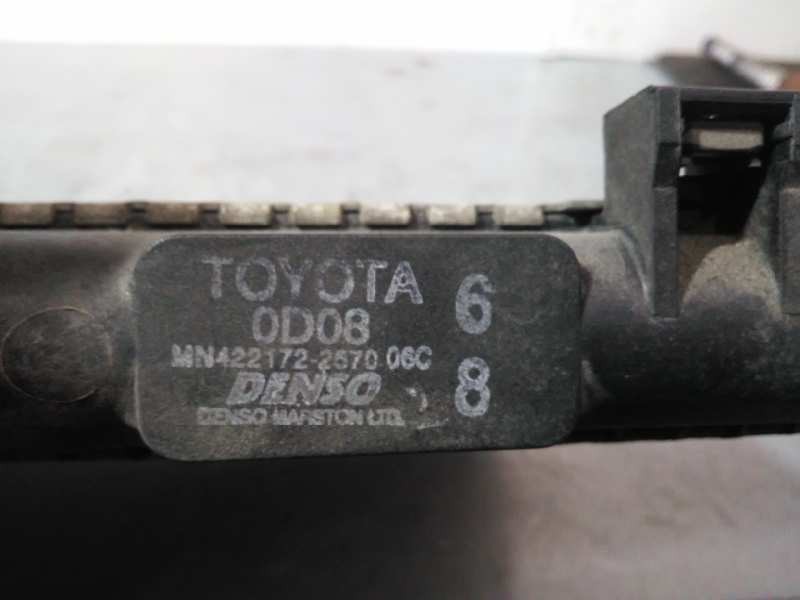 TOYOTA 6
0D08
MN422172-2570 06C
DENSO 8
DENSO MARSTON LTD.